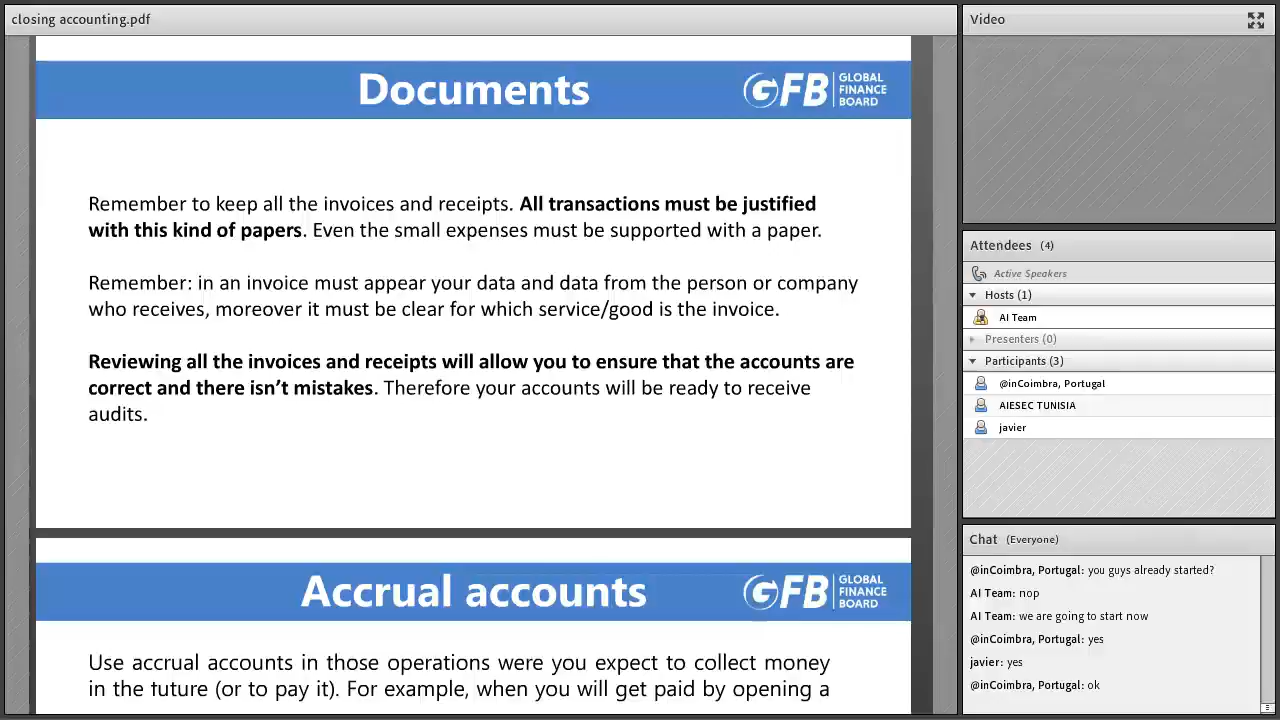 closing accounting.pdf
Documents
GFB GLOBAL
FINANCE
BOARD
Remember to keep all the invoices and receipts. All transactions must be justified
with this kind of papers. Even the small expenses must be supported with a paper.
Remember: in an invoice must appear your data and data from the person or company
who receives, moreover it must be clear for which service/good is the invoice.
Reviewing all the invoices and receipts will allow you to ensure that the accounts are
correct and there isn't mistakes. Therefore your accounts will be ready to receive
audits.
Accrual accounts
GFB GLOBAL
FINANCE
BOARD
Use accrual accounts in those operations were you expect to collect money
in the future (or to pay it). For example, when you will get paid by opening a
Video
Attendees (4)
Active Speakers
Hosts (1)
AI Team
Presenters (0)
Participants (3)
@inCoimbra, Portugal
AIESEC TUNISIA
javier
Chat (Everyone)
@inCoimbra, Portugal: you guys already started?
AI Team: nop
AI Team: we are going to start now
@inCoimbra, Portugal: yes
javier: yes
@inCoimbra, Portugal: ok